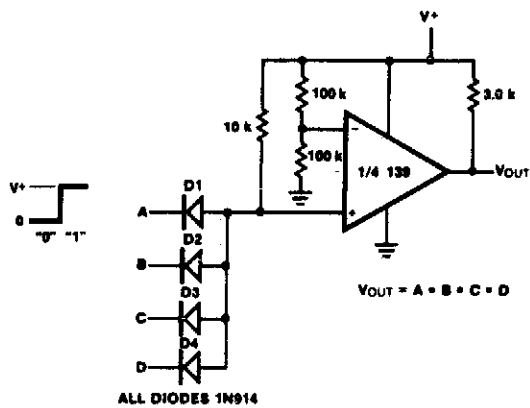 V+
100 k
3.0 k
10 k
−
100 k
1/4 139
VOUT
+
V+
0
"0" "1"
A
D1
B
D2
C
D3
D
D4
VOUT = A • B • C • D
ALL DIODES 1N914